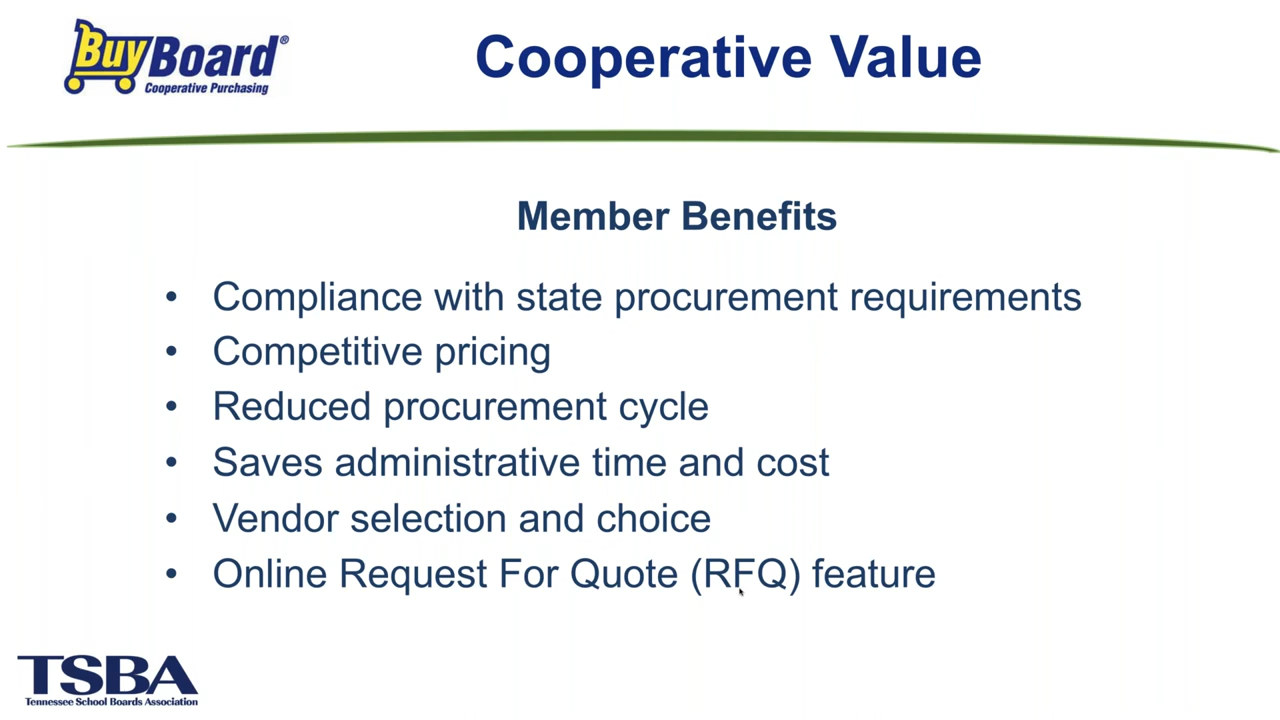 BuyBoard®
Cooperative Purchasing
Cooperative Value
Member Benefits
• Compliance with state procurement requirements
• Competitive pricing
• Reduced procurement cycle
• Saves administrative time and cost
• Vendor selection and choice
• Online Request For Quote (RFQ) feature
TSBA
Tennessee School Boards Association